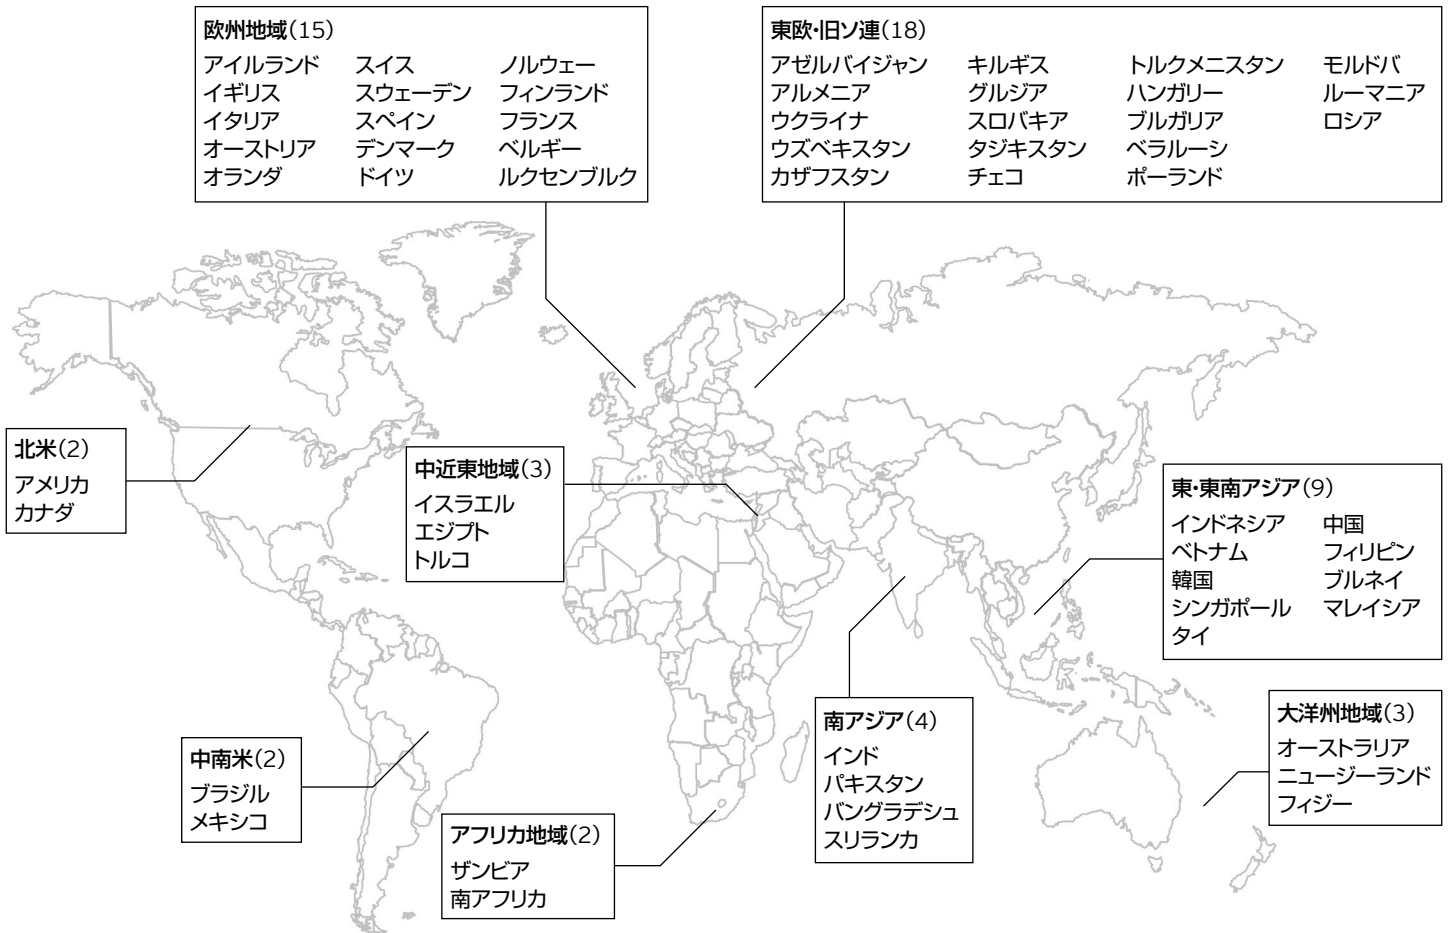 欧州地域(15)
アイルランド スイス ノルウェー
イギリス スウェーデン フィンランド
イタリア スペイン フランス
オーストリア デンマーク ベルギー
オランダ ドイツ ルクセンブルク
東欧・旧ソ連(18)
アゼルバイジャン キルギス トルクメニスタン モルドバ
アルメニア グルジア ハンガリー ルーマニア
ウクライナ スロバキア ブルガリア ロシア
ウズベキスタン タジキスタン ベラルーシ
カザフスタン チェコ ポーランド
北米(2)
アメリカ
カナダ
中近東地域(3)
イスラエル
エジプト
トルコ
東・東南アジア(9)
インドネシア 中国
ベトナム フィリピン
韓国 ブルネイ
シンガポール マレイシア
タイ
中南米(2)
ブラジル
メキシコ
アフリカ地域(2)
ザンビア
南アフリカ
南アジア(4)
インド
パキスタン
バングラデシュ
スリランカ
大洋州地域(3)
オーストラリア
ニュージーランド
フィジー